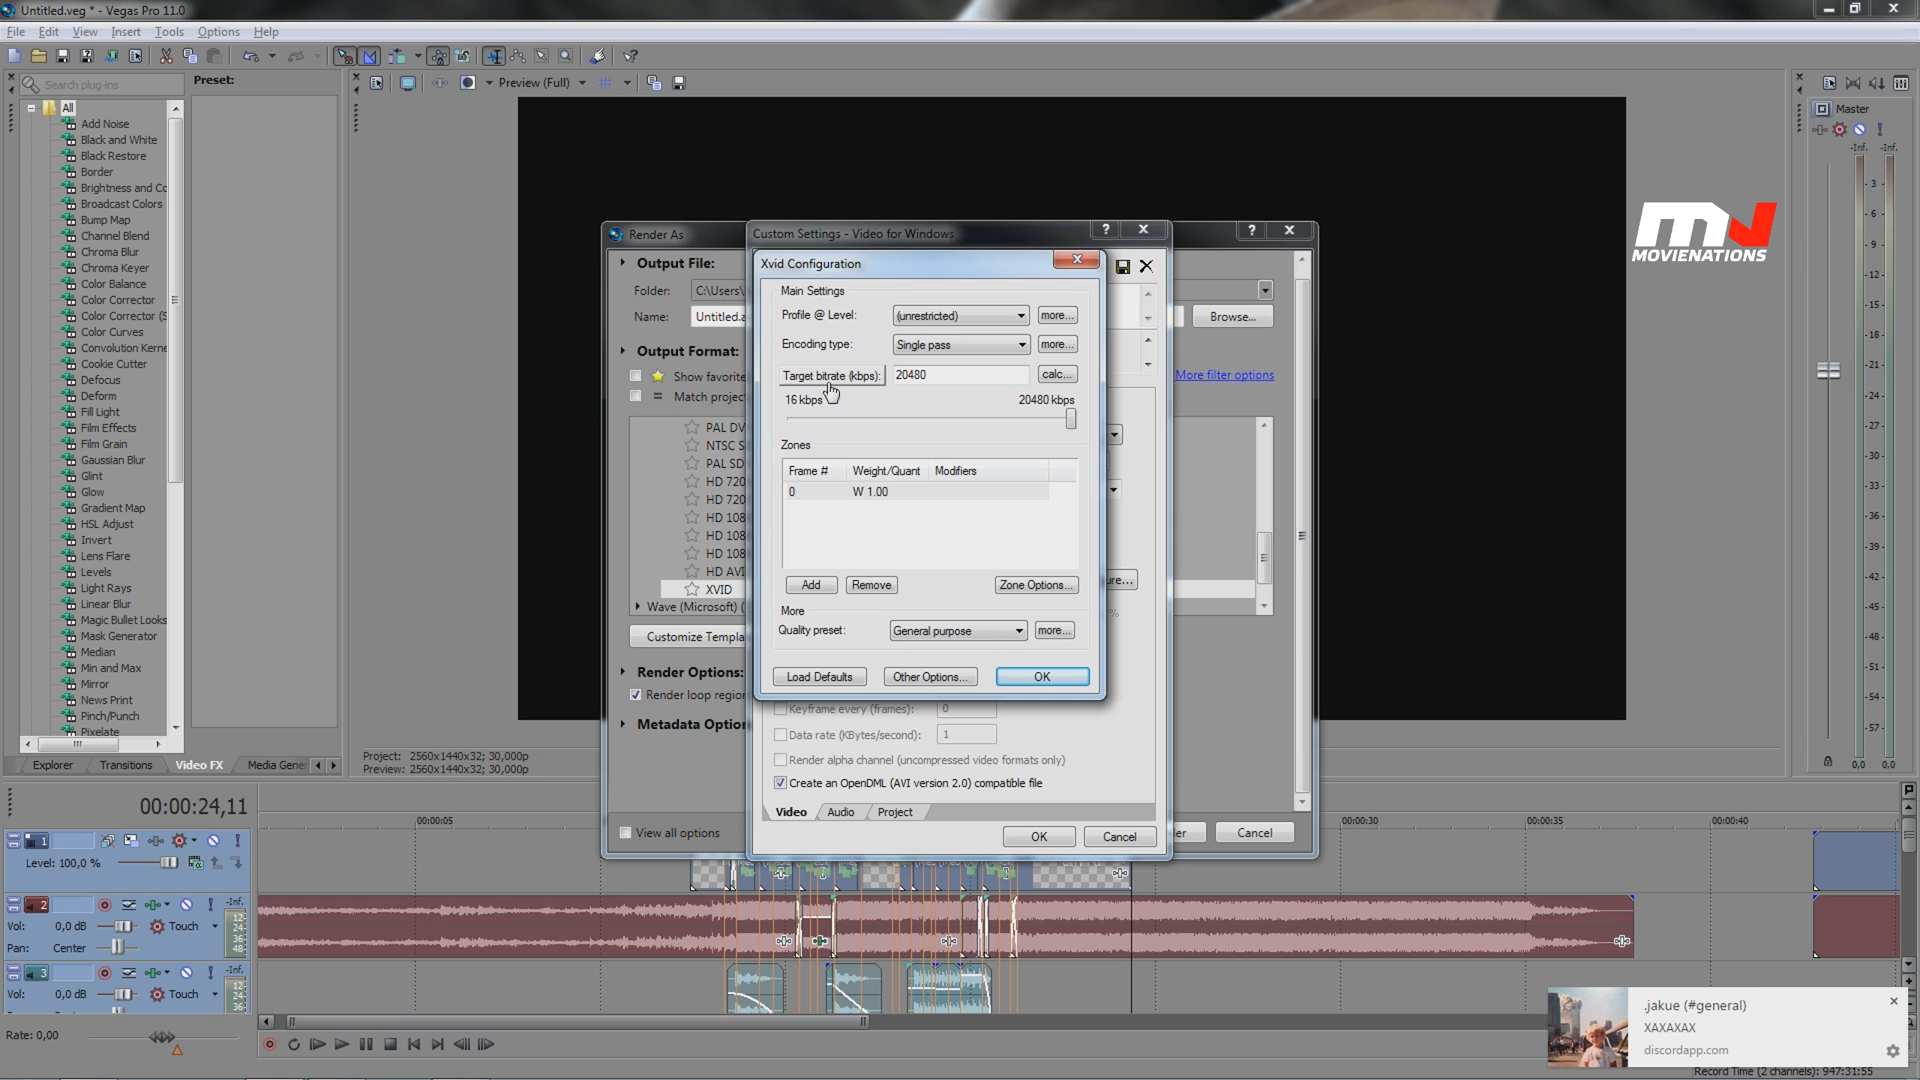 Untitled.veg * - Vegas Pro 11.0
File Edit View Insert Tools Options Help
Search plug-ins
Preset:
All
Add Noise
Black and White
Black Restore
Border
Brightness and Co
Broadcast Colors
Bump Map
Channel Blend
Chroma Blur
Chroma Keyer
Color Balance
Color Corrector
Color Corrector (S
Color Curves
Convolution Kerne
Cookie Cutter
Defocus
Deform
Fill Light
Film Effects
Film Grain
Gaussian Blur
Glint
Glow
Gradient Map
HSL Adjust
Invert
Lens Flare
Levels
Light Rays
Linear Blur
Magic Bullet Looks
Mask Generator
Median
Min and Max
Mirror
News Print
Pinch/Punch
Pixelate
Explorer Transitions Video FX Media Gener
Preview (Full)
Project: 2560x1440x32; 30,000p
Preview: 2560x1440x32; 30,000p
Master
-Inf. -Inf.
- 3 -
- 6 -
- 9 -
-12-
-15-
-18-
-21-
-24-
-27-
-30-
-33-
-36-
-39-
-42-
-45-
-48-
-51-
-54-
-57-
0,0 0,0
MOVIENATIONS
Render As
Output File:
Folder: C:\Users\
Name: Untitled.a
Browse...
Output Format:
Show favorite
Match projec
More filter options
PAL DV
NTSC S
PAL SD
HD 720
HD 720
HD 108
HD 108
HD 108
HD AVI
XVID
Wave (Microsoft) (
Customize Templa
Render Options:
Render loop region
Metadata Option
View all options
er
Cancel
Custom Settings - Video for Windows
ure...
%
Keyframe every (frames): 0
Data rate (KBytes/second): 1
Render alpha channel (uncompressed video formats only)
Create an OpenDML (AVI version 2.0) compatible file
Video Audio Project
OK Cancel
Xvid Configuration
Main Settings
Profile @ Level: (unrestricted) more...
Encoding type: Single pass more...
Target bitrate (kbps): 20480 calc...
16 kbps 20480 kbps
Zones
Frame # Weight/Quant Modifiers
0 W 1.00
Add Remove Zone Options...
More
Quality preset: General purpose more...
Load Defaults Other Options... OK
00:00:24,11
00:00:05 00:00:30 00:00:35 00:00:40
1
Level: 100,0 %
2 -Inf.
Vol: 0,0 dB Touch
Pan: Center
12
24
36
48
3 -Inf.
Vol: 0,0 dB Touch
12
24
36
Rate: 0,00
.jakue (#general)
XAXAXAX
discordapp.com
Record Time (2 channels): 947:31:55